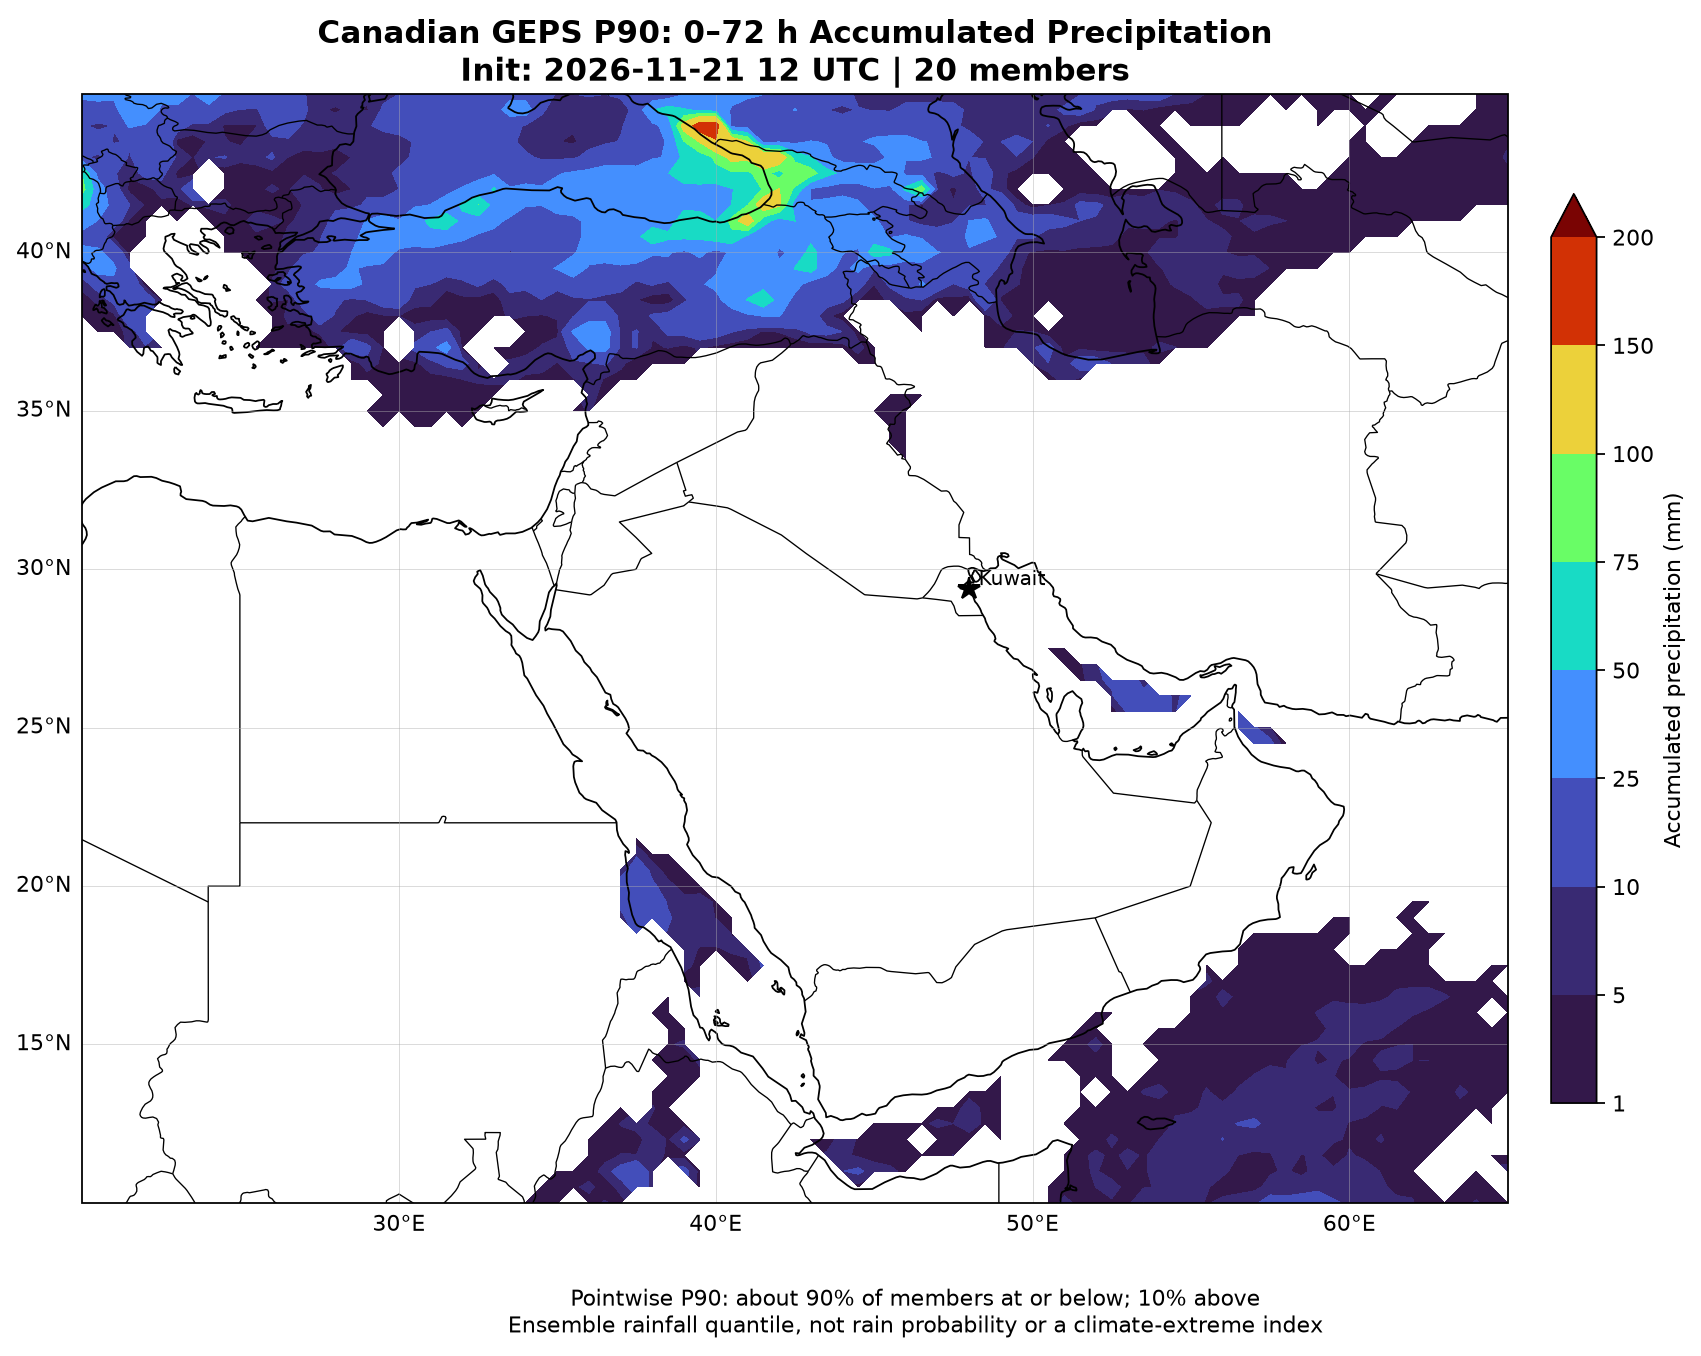 Canadian GEPS P90: 0–72 h Accumulated Precipitation
Init: 2026-11-21 12 UTC | 20 members
40°N
35°N
30°N
25°N
20°N
15°N
30°E
40°E
50°E
60°E
Kuwait
200
150
100
75
50
25
10
5
1
Accumulated precipitation (mm)
Pointwise P90: about 90% of members at or below; 10% above
Ensemble rainfall quantile, not rain probability or a climate-extreme index